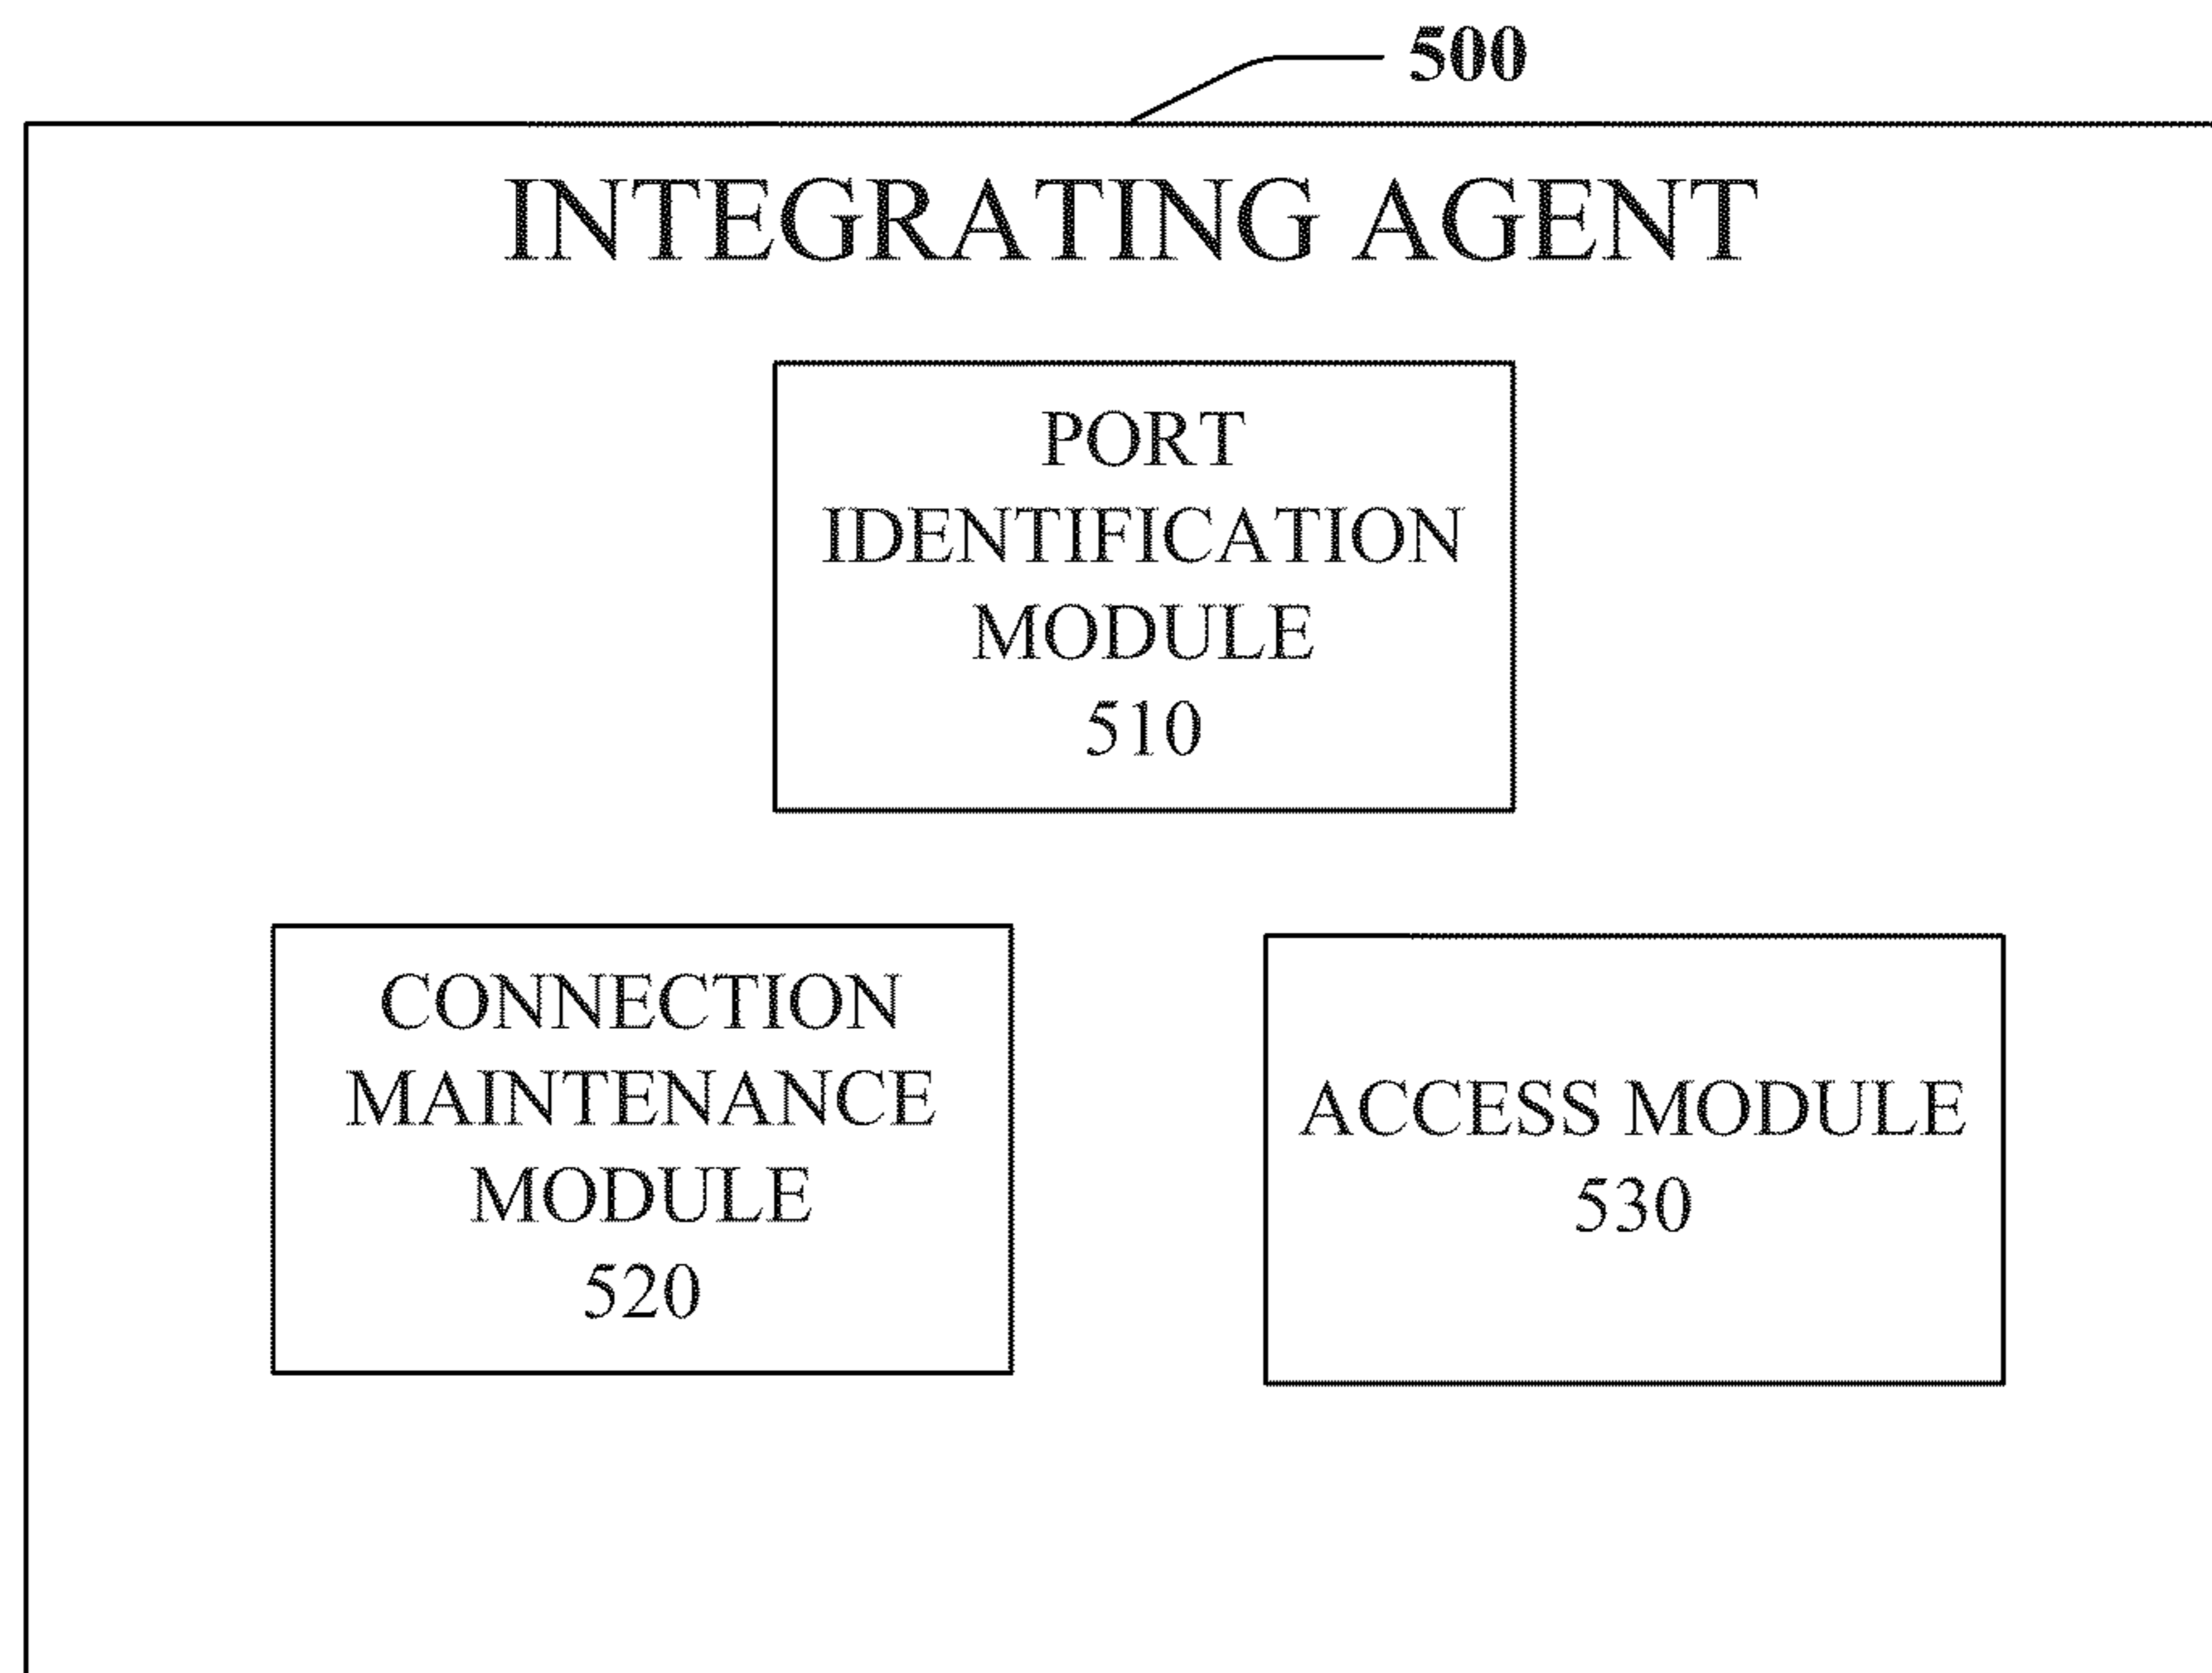 500
INTEGRATING AGENT
PORT
IDENTIFICATION
MODULE
510
CONNECTION
MAINTENANCE
MODULE
520
ACCESS MODULE
530